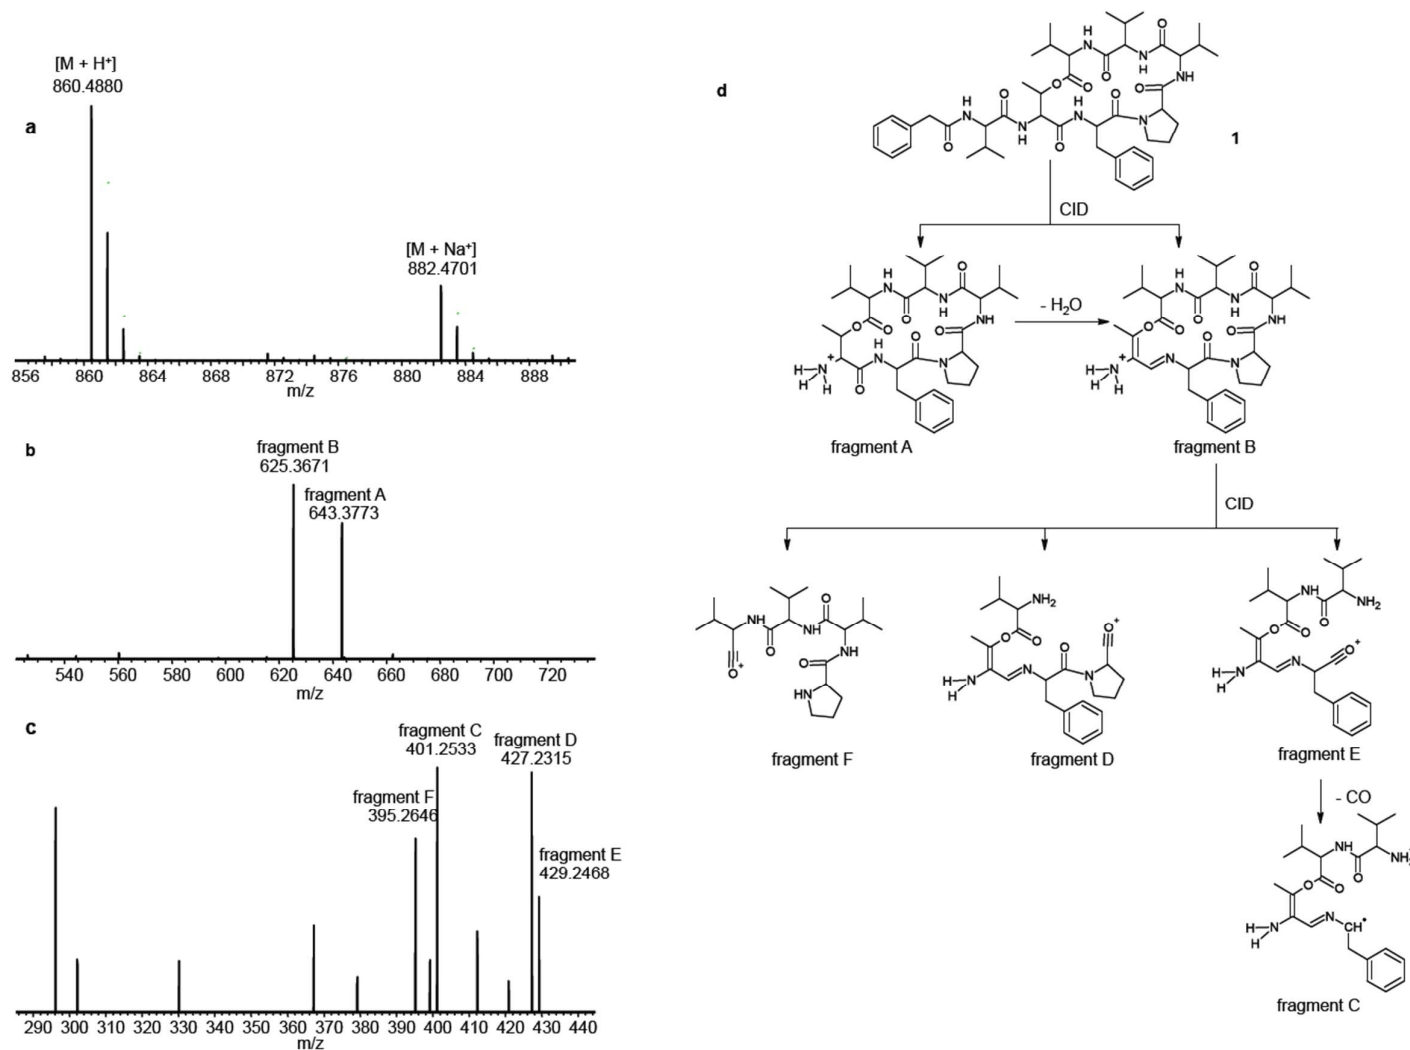 a
[M + H⁺]
860.4880
[M + Na⁺]
882.4701
856 860 864 868 872 876 880 884 888
m/z
b
fragment B
625.3671
fragment A
643.3773
540 560 580 600 620 640 660 680 700 720
m/z
c
fragment C
401.2533
fragment D
427.2315
fragment F
395.2646
fragment E
429.2468
290 300 310 320 330 340 350 360 370 380 390 400 410 420 430 440
m/z
d
1
CID
- H₂O
fragment A
fragment B
CID
fragment F
fragment D
fragment E
- CO
fragment C